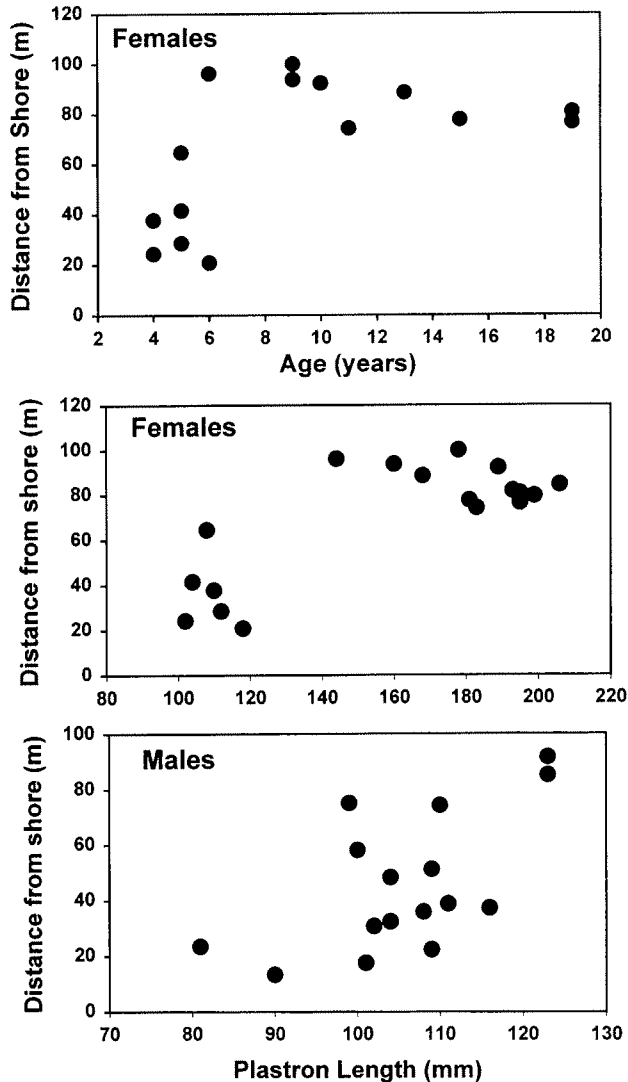 Females
Distance from Shore (m)
120
100
80
60
40
20
0
2 4 6 8 10 12 14 16 18 20
Age (years)
Females
Distance from shore (m)
120
100
80
60
40
20
0
80 100 120 140 160 180 200 220
Males
Distance from shore (m)
100
80
60
40
20
0
70 80 90 100 110 120 130
Plastron Length (mm)